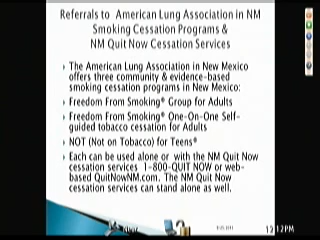 Referrals to American Lung Association in NM
Smoking Cessation Programs &
NM Quit Now Cessation Services
The American Lung Association in New Mexico
offers three community & evidence-based
smoking cessation programs in New Mexico:
Freedom From Smoking® Group for Adults
Freedom From Smoking® One-On-One Self-
guided tobacco cessation for Adults
NOT (Not on Tobacco) for Teens®
Each can be used alone or with the NM Quit Now
cessation services 1-800-QUIT NOW or web-
based QuitNowNM.com. The NM Quit Now
cessation services can stand alone as well.
12:12PM